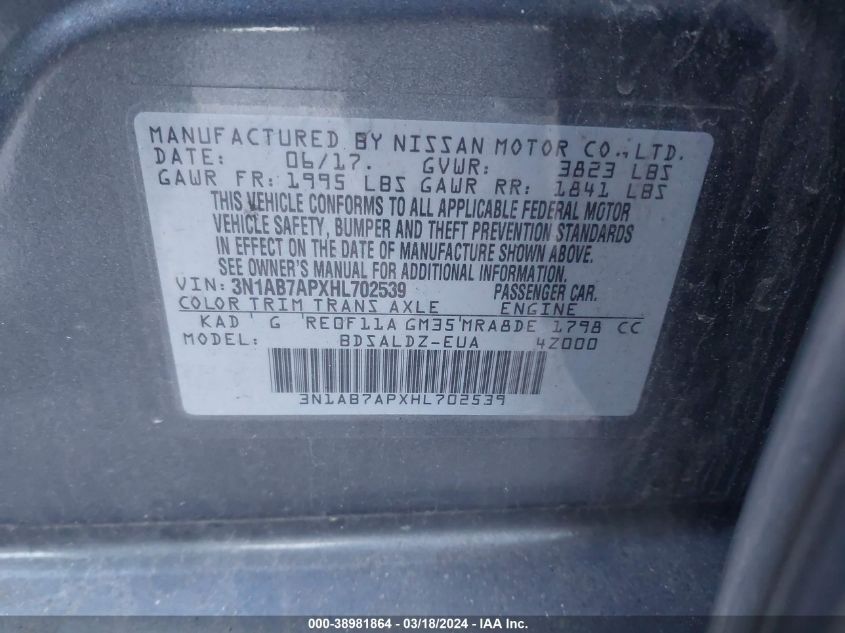 MANUFACTURED BY NISSAN MOTOR CO., LTD.
DATE: 06/17. GVWR: 3823 LBS
GAWR FR: 1995 LBS GAWR RR: 1841 LBS
THIS VEHICLE CONFORMS TO ALL APPLICABLE FEDERAL MOTOR
VEHICLE SAFETY, BUMPER AND THEFT PREVENTION STANDARDS
IN EFFECT ON THE DATE OF MANUFACTURE SHOWN ABOVE.
SEE OWNER'S MANUAL FOR ADDITIONAL INFORMATION.
VIN: 3N1AB7APXHL702539 PASSENGER CAR.
COLOR TRIM TRANS AXLE ENGINE
KAD G RE0F11A GM35 MRA8DE 1798 CC
MODEL: BDSALDZ-EUA 4Z000
3N1AB7APXHL702539
000-38981864 / 03/18/2024 - IAA Inc.